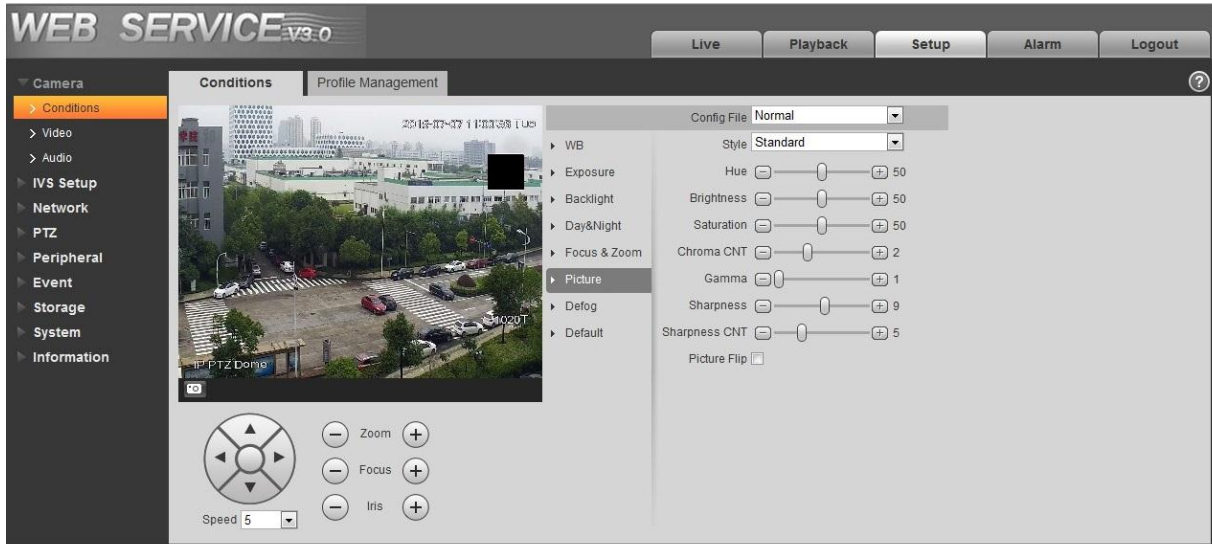 WEB SERVICE V3.0
Live
Playback
Setup
Alarm
Logout
Camera
Conditions
Video
Audio
IVS Setup
Network
PTZ
Peripheral
Event
Storage
System
Information
Conditions
Profile Management
?
IP PTZ Dome
Zoom
Focus
Iris
Speed 5
WB
Exposure
Backlight
Day&Night
Focus & Zoom
Picture
Defog
Default
Config File Normal
Style Standard
Hue 50
Brightness 50
Saturation 50
Chroma CNT 2
Gamma 1
Sharpness 9
Sharpness CNT 5
Picture Flip